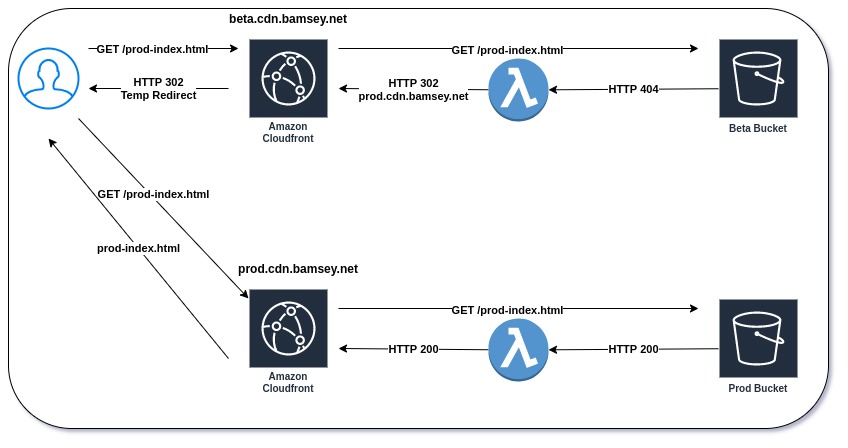 beta.cdn.bamsey.net
GET /prod-index.html
GET /prod-index.html
HTTP 302
Temp Redirect
HTTP 302
prod.cdn.bamsey.net
HTTP 404
Amazon
Cloudfront
Beta Bucket
GET /prod-index.html
prod-index.html
prod.cdn.bamsey.net
GET /prod-index.html
HTTP 200
HTTP 200
Amazon
Cloudfront
Prod Bucket